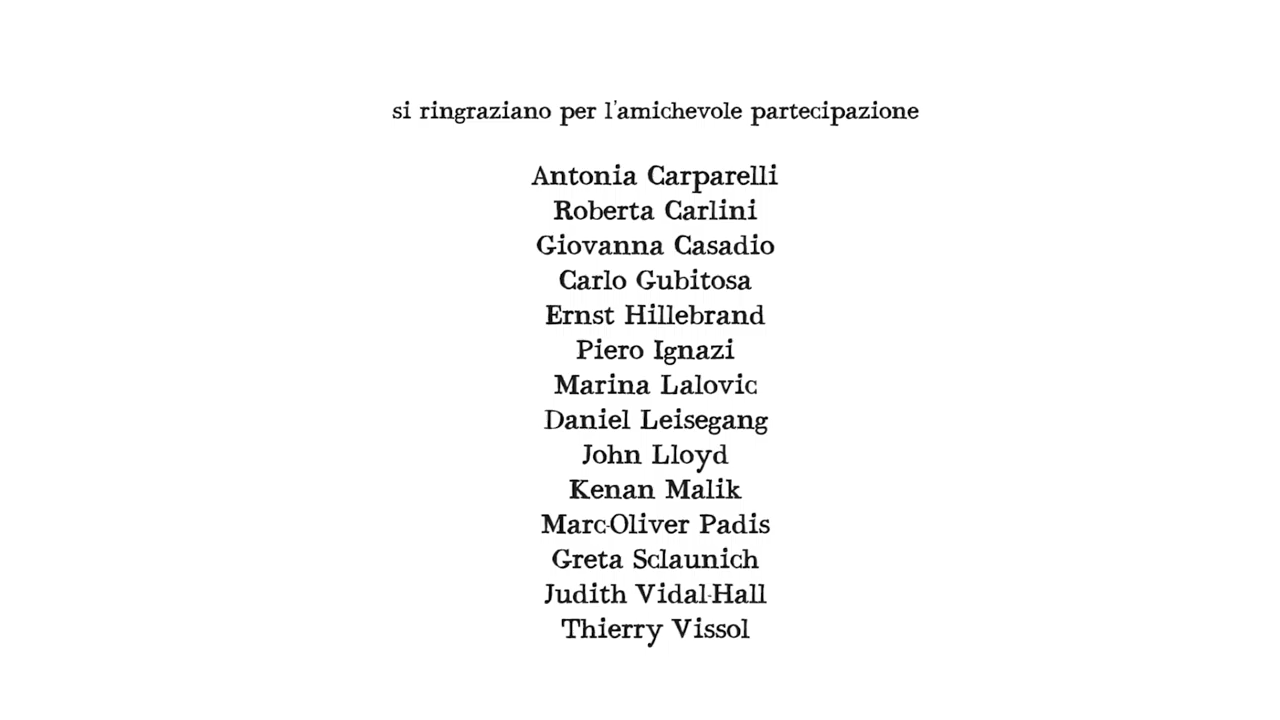 si ringraziano per l'amichevole partecipazione
Antonia Carparelli
Roberta Carlini
Giovanna Casadio
Carlo Gubitosa
Ernst Hillebrand
Piero Ignazi
Marina Lalovic
Daniel Leisegang
John Lloyd
Kenan Malik
Marc-Oliver Padis
Greta Sclaunich
Judith Vidal-Hall
Thierry Vissol